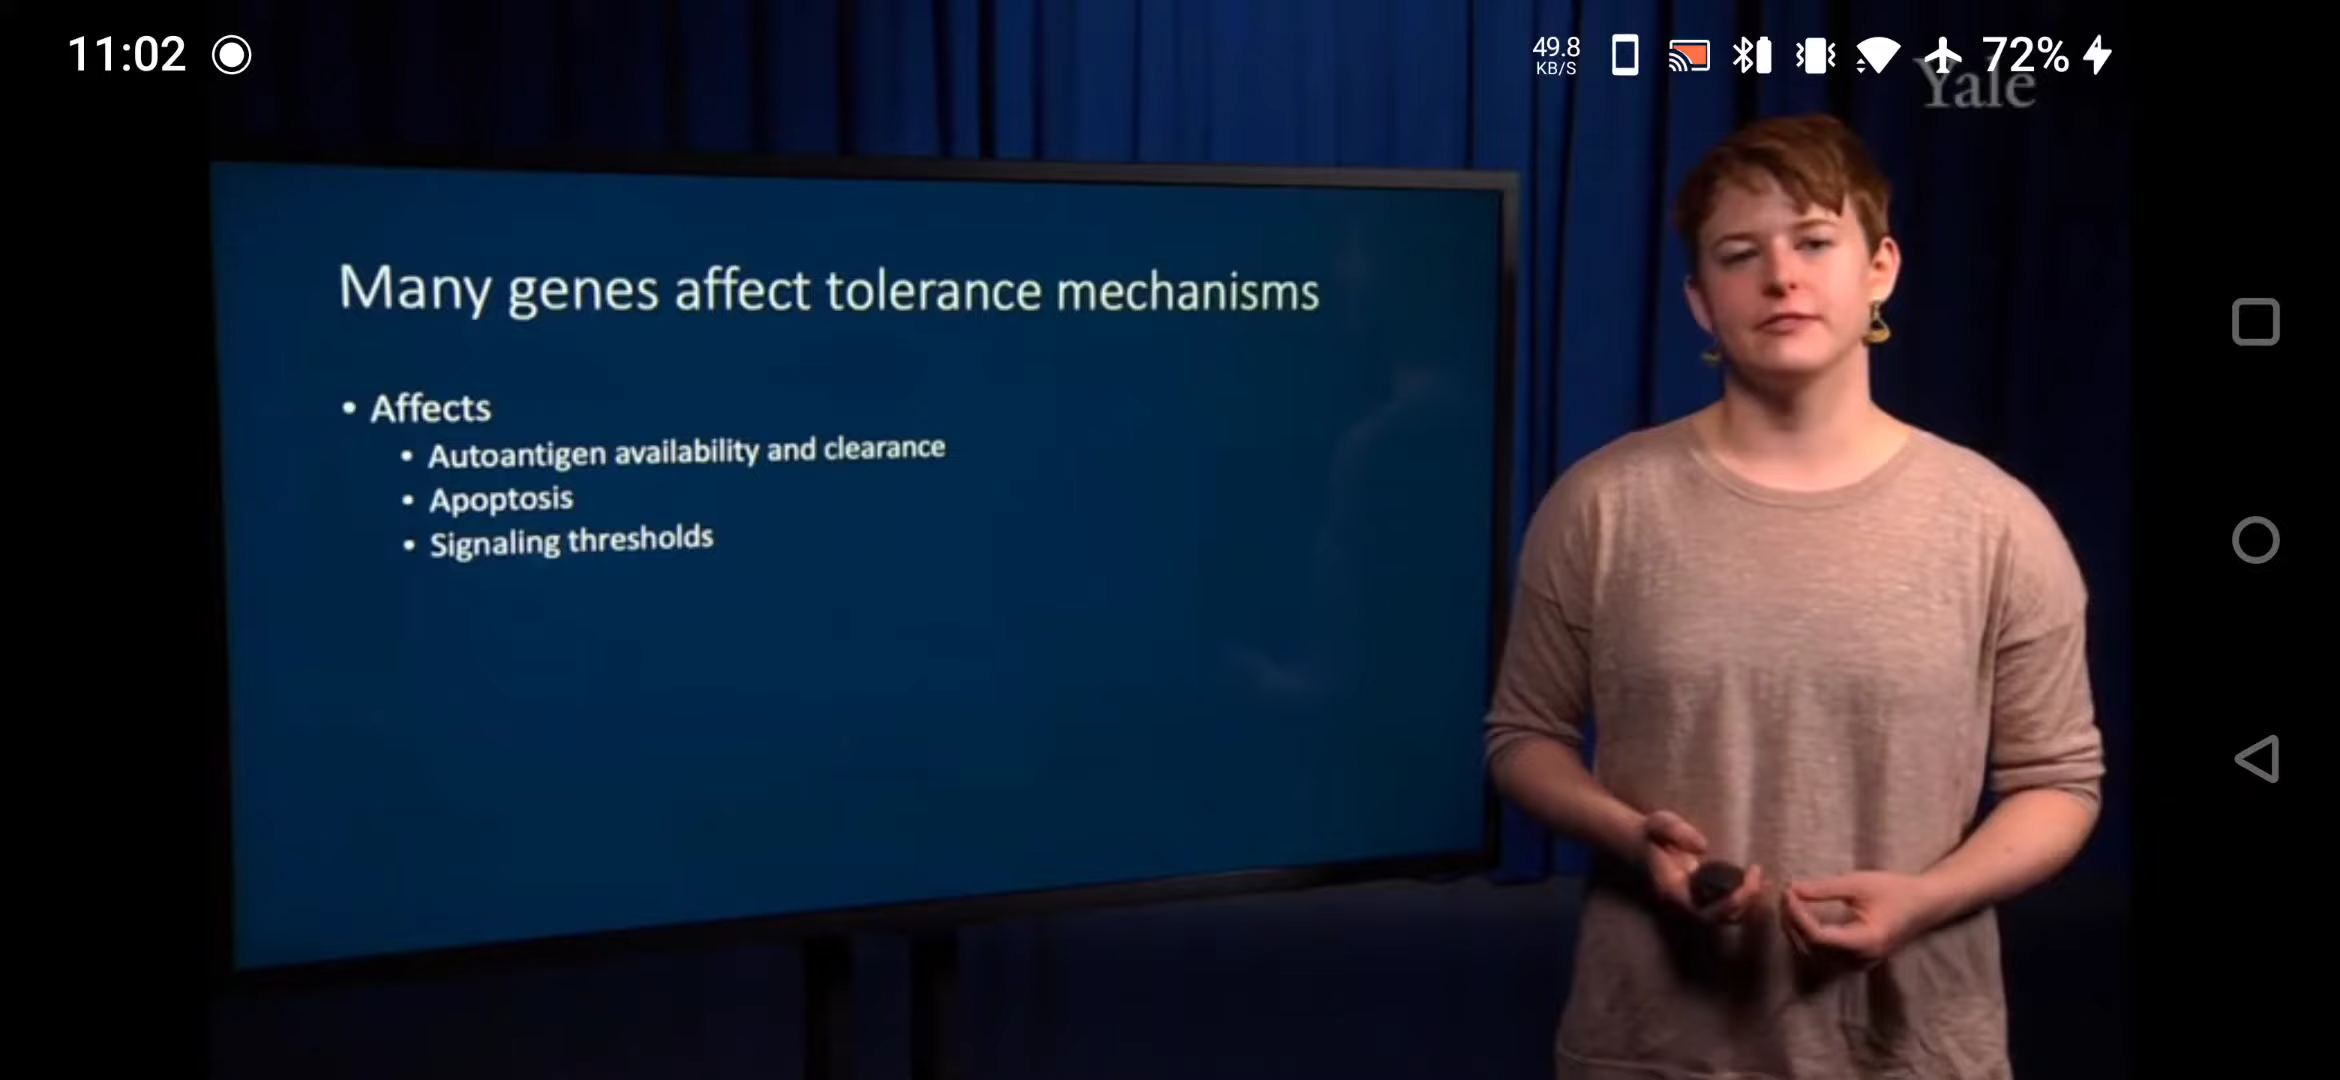 11:02
49.8
KB/S
72%
Yale
Many genes affect tolerance mechanisms
• Affects
• Autoantigen availability and clearance
• Apoptosis
• Signaling thresholds